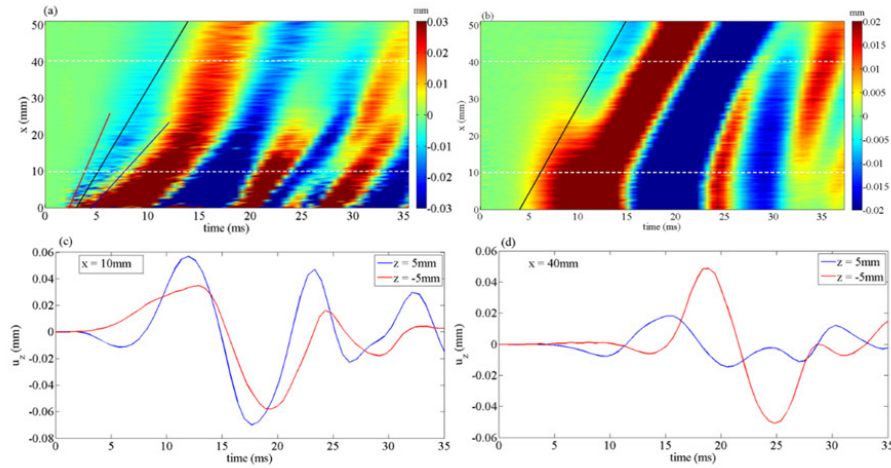 (a)
mm
0.03
0.02
0.01
0
-0.01
-0.02
-0.03
x (mm)
50
40
30
20
10
0
0 5 10 15 20 25 30 35
time (ms)
(b)
mm
0.02
0.015
0.01
0.005
0
-0.005
-0.01
-0.015
-0.02
x (mm)
50
40
30
20
10
0
0 5 10 15 20 25 30 35
time (ms)
(c)
x = 10mm
z = 5mm
z = -5mm
u_z (mm)
0.06
0.04
0.02
0
-0.02
-0.04
-0.06
-0.08
0 5 10 15 20 25 30 35
time (ms)
(d)
x = 40mm
z = 5mm
z = -5mm
u_z (mm)
0.06
0.04
0.02
0
-0.02
-0.04
0.06
0 5 10 15 20 25 30 35
time (ms)